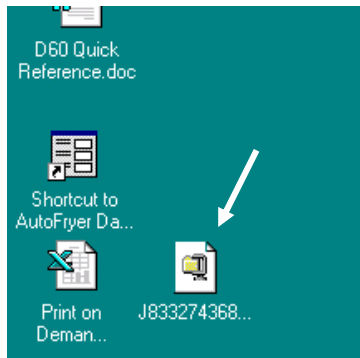 D60 Quick
Reference.doc
Shortcut to
AutoFryer Da...
Print on
Deman...
J833274368...